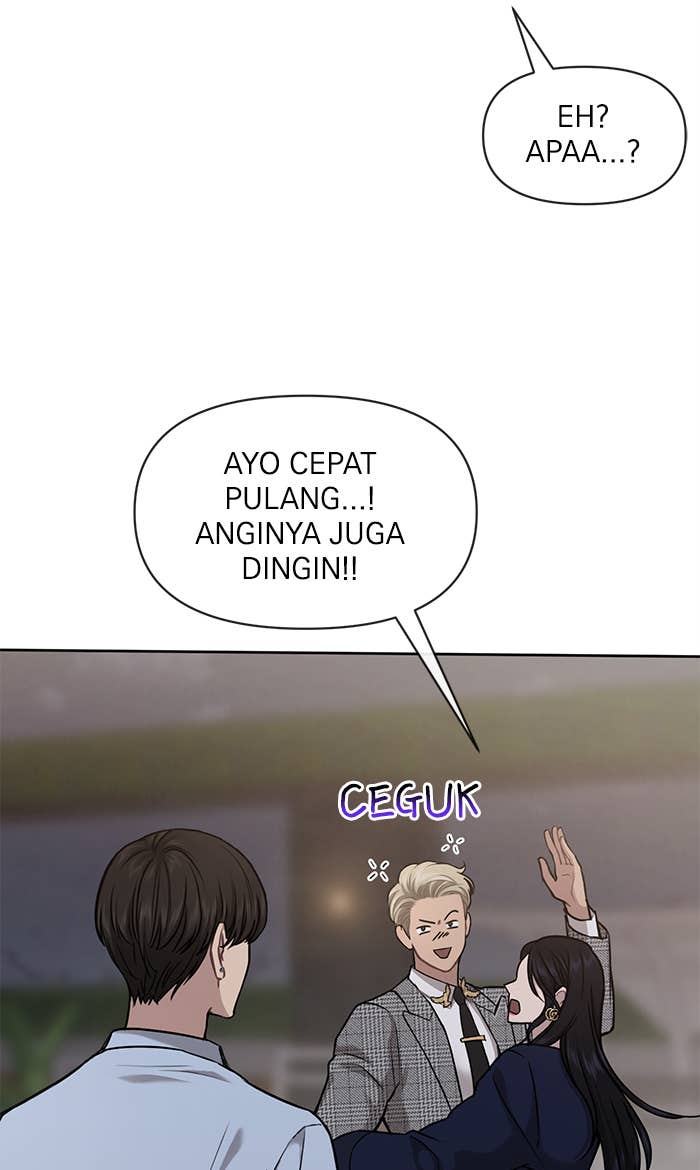 EH?
APAA...?
AYO CEPAT
PULANG...!
ANGINYA JUGA
DINGIN!!
CEGUK